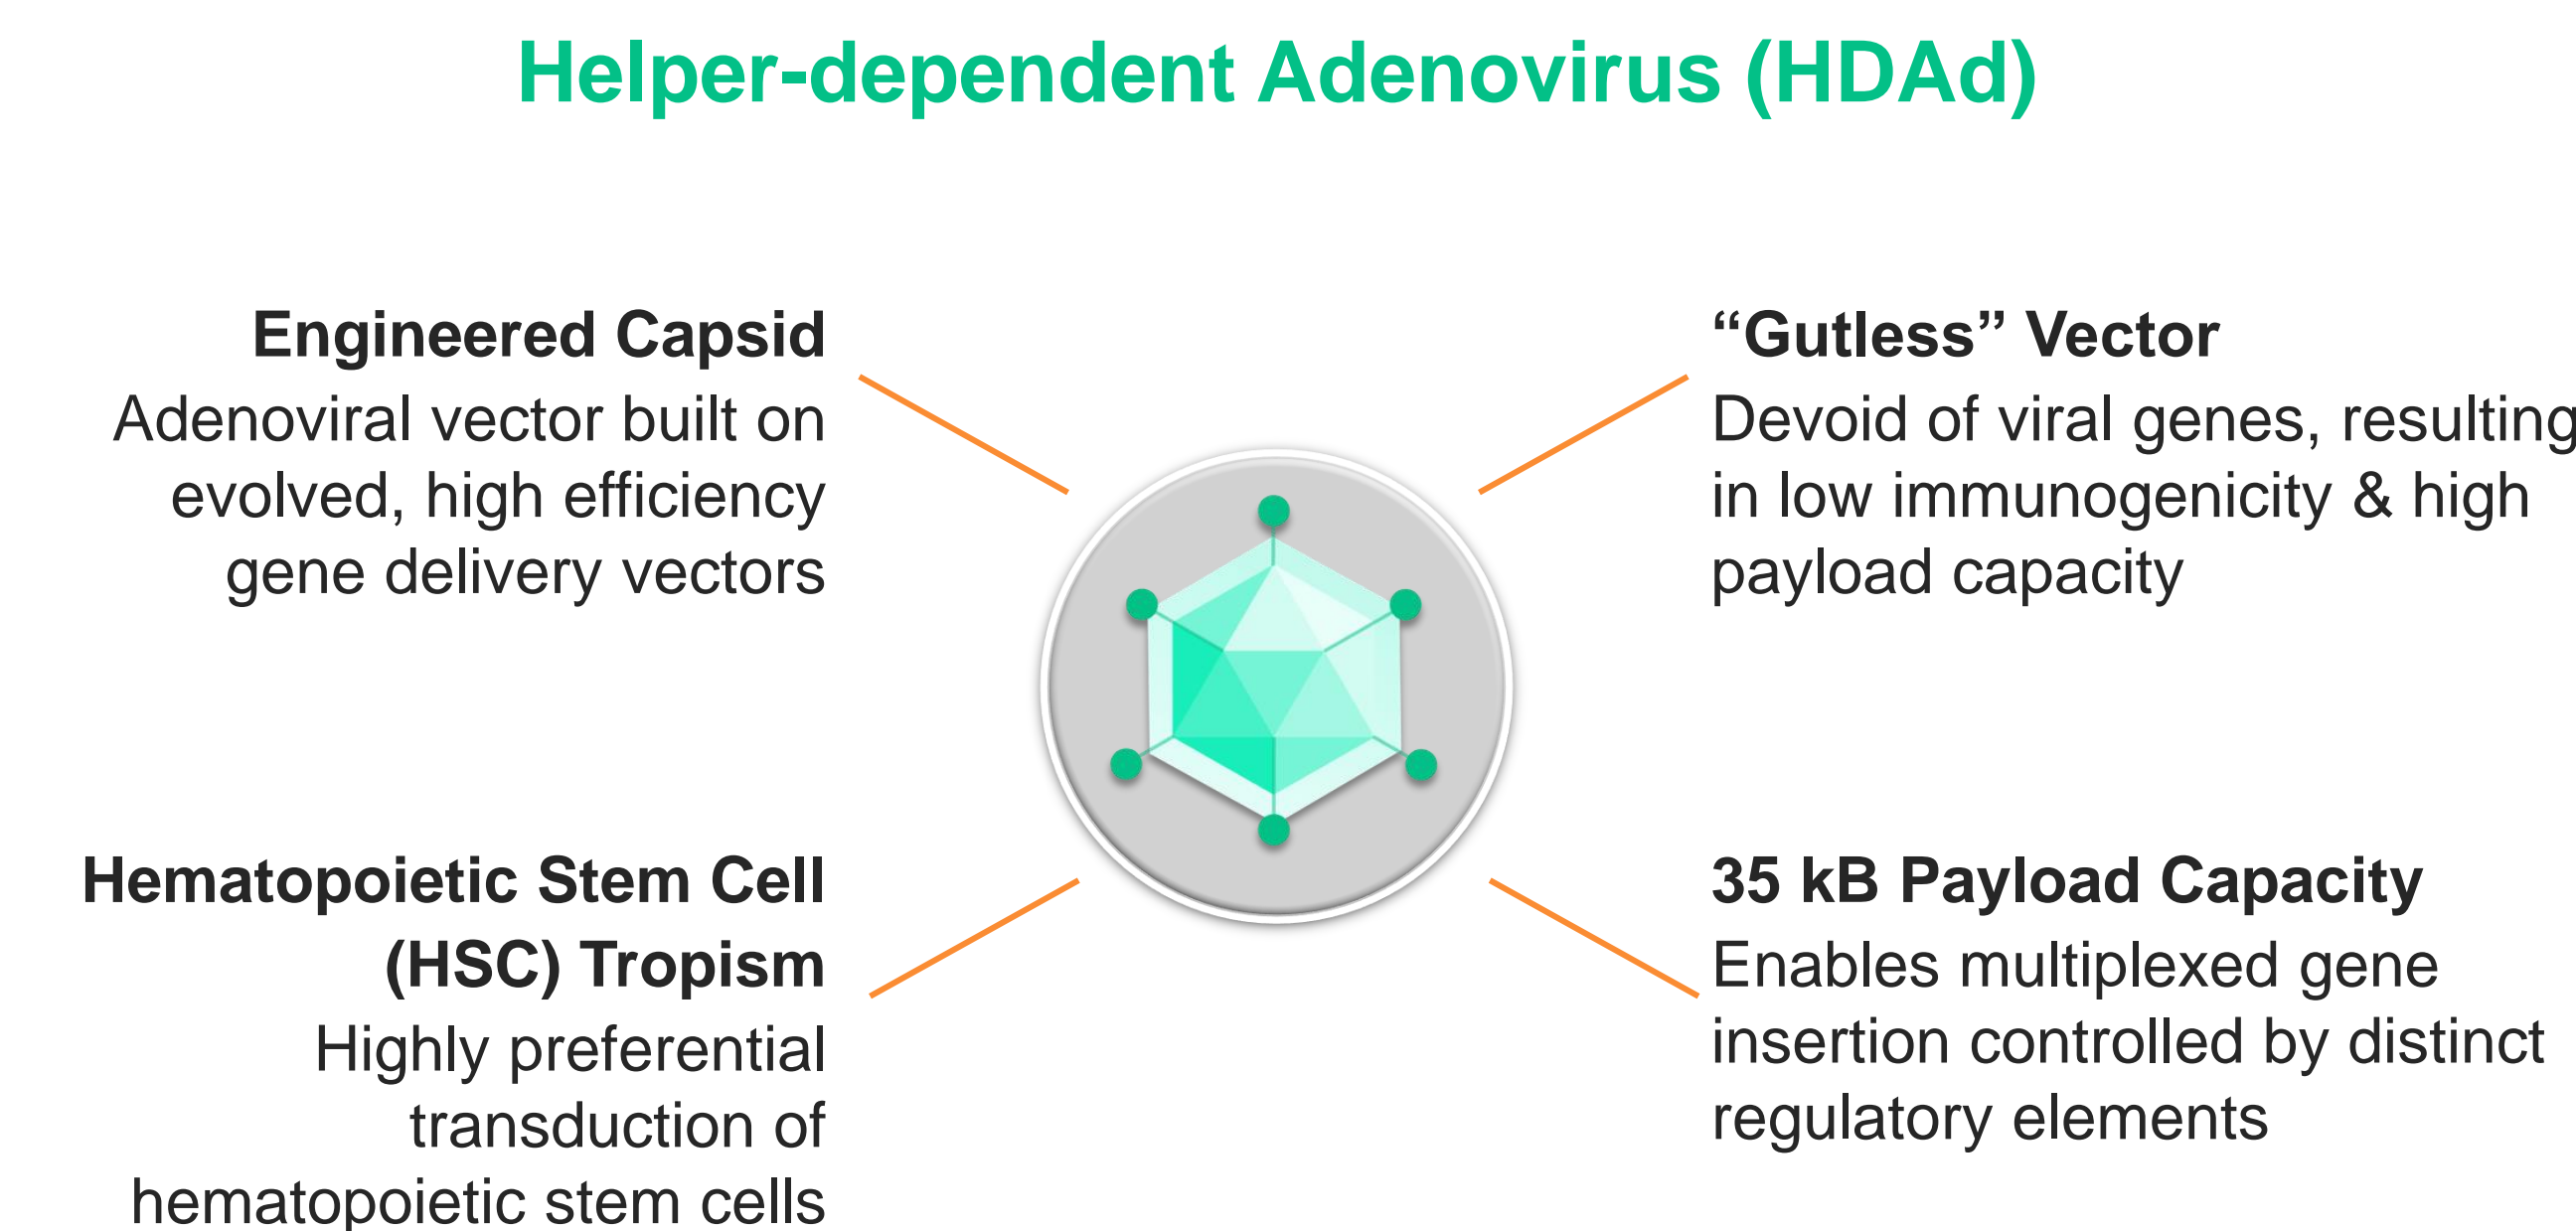 Helper-dependent Adenovirus (HDAd)
Engineered Capsid
Adenoviral vector built on
evolved, high efficiency
gene delivery vectors
“Gutless” Vector
Devoid of viral genes, resulting
in low immunogenicity & high
payload capacity
Hematopoietic Stem Cell
(HSC) Tropism
Highly preferential
transduction of
hematopoietic stem cells
35 kB Payload Capacity
Enables multiplexed gene
insertion controlled by distinct
regulatory elements